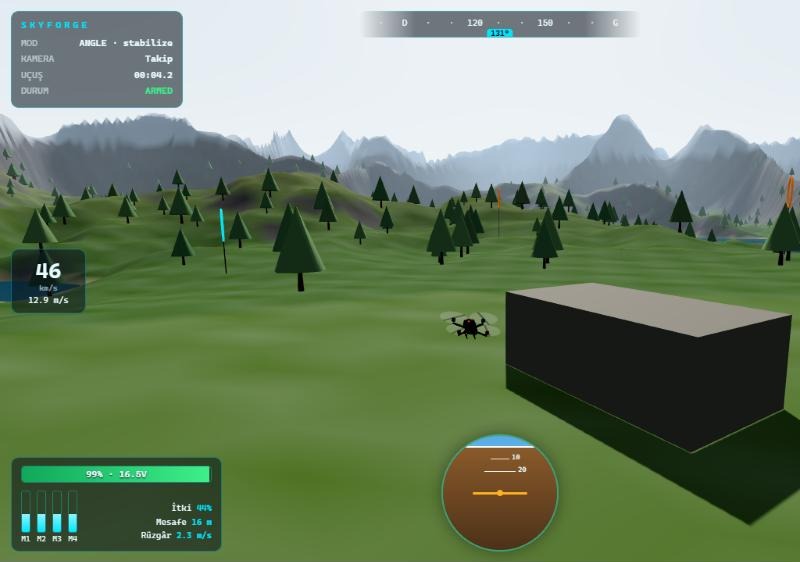 SKYFORGE
MOD ANGLE · stabilize
KAMERA Takip
UÇUŞ 00:04.2
DURUM ARMED
· D · · 120 · · 150 · · G
131°
46
km/s
12.9 m/s
10
20
99% · 16.6V
İtki 44%
Mesafe 16 m
Rüzgâr 2.3 m/s
M1 M2 M3 M4